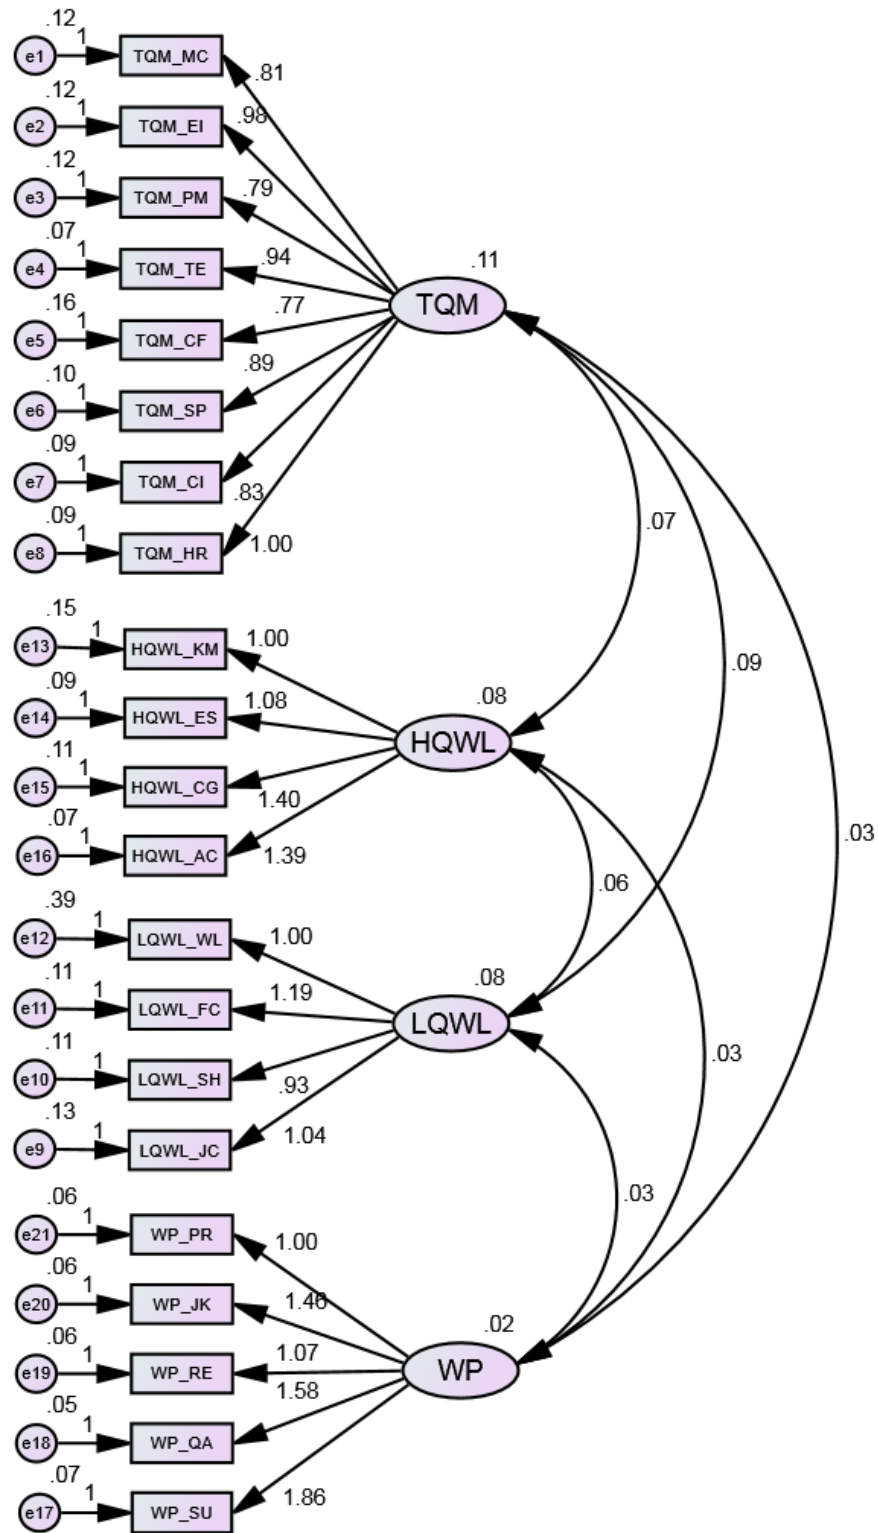 .12
e1 1 TQM_MC .81
.12
e2 1 TQM_EI .98
.12
e3 1 TQM_PM .79
.07
e4 1 TQM_TE .94
.16
e5 1 TQM_CF .77
.10
e6 1 TQM_SP .89
.09
e7 1 TQM_CI .83
.09
e8 1 TQM_HR 1.00
.11
TQM
.07
.09
.03
.15
e13 1 HQWL_KM 1.00
.09
e14 1 HQWL_ES 1.08
.11
e15 1 HQWL_CG 1.40
.07
e16 1 HQWL_AC 1.39
.08
HQWL
.06
.03
.39
e12 1 LQWL_WL 1.00
.11
e11 1 LQWL_FC 1.19
.11
e10 1 LQWL_SH .93
.13
e9 1 LQWL_JC 1.04
.08
LQWL
.03
.06
e21 1 WP_PR 1.00
.06
e20 1 WP_JK 1.46
.06
e19 1 WP_RE 1.07
.05
e18 1 WP_QA 1.58
.07
e17 1 WP_SU 1.86
.02
WP